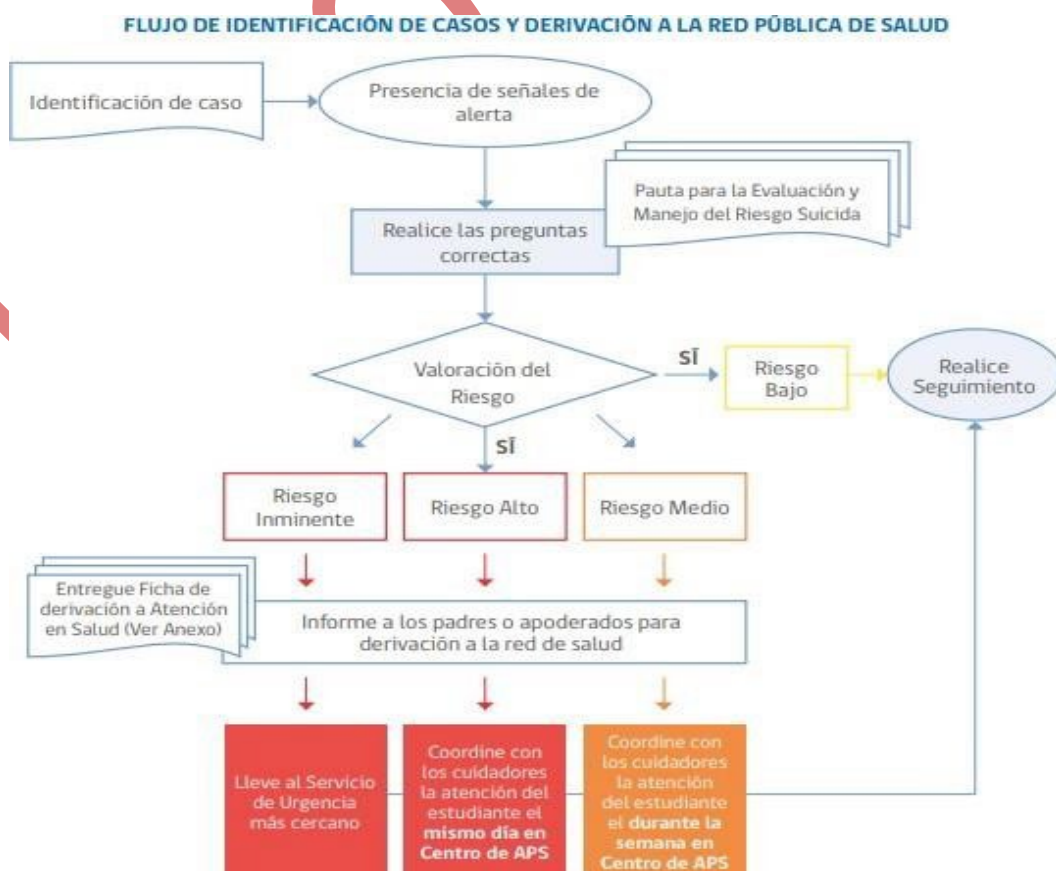 FLUJO DE IDENTIFICACIÓN DE CASOS Y DERIVACIÓN A LA RED PÚBLICA DE SALUD
Identificación de caso
Presencia de señales de
alerta
Pauta para la Evaluación y
Manejo del Riesgo Suicida
Realice las preguntas
correctas
Valoración del
Riesgo
SÍ
Riesgo
Bajo
Realice
Seguimiento
SÍ
Riesgo
Inminente
Riesgo Alto
Riesgo Medio
Entregue Ficha de
derivación a Atención
en Salud (Ver Anexo)
Informe a los padres o apoderados para
derivación a la red de salud
Lleve al Servicio
de Urgencia
más cercano
Coordine con
los cuidadores
la atención del
estudiante el
mismo día en
Centro de APS
Coordine con
los cuidadores
la atención
del estudiante
el durante la
semana en
Centro de APS